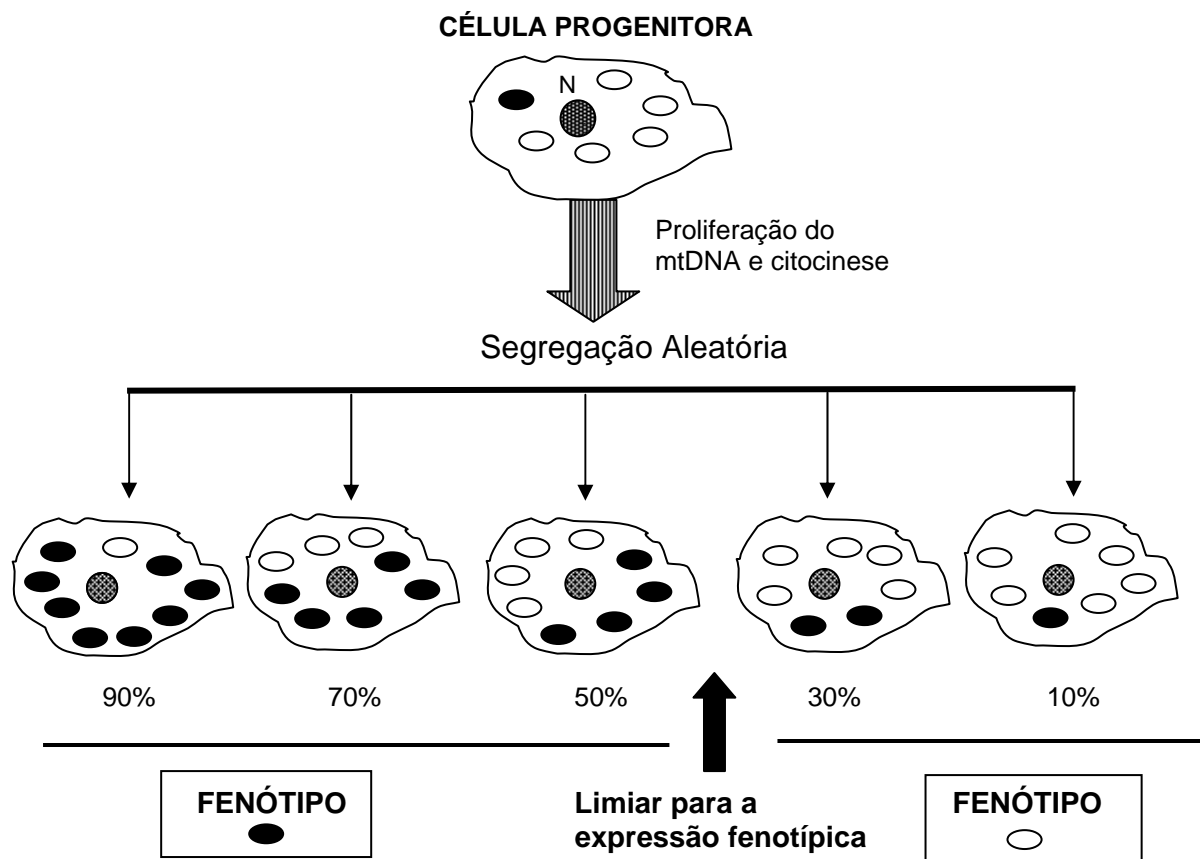 CÉLULA PROGENITORA
N
Proliferação do
mtDNA e citocinese
Segregação Aleatória
90%
70%
50%
30%
10%
FENÓTIPO
Limiar para a
expressão fenotípica
FENÓTIPO